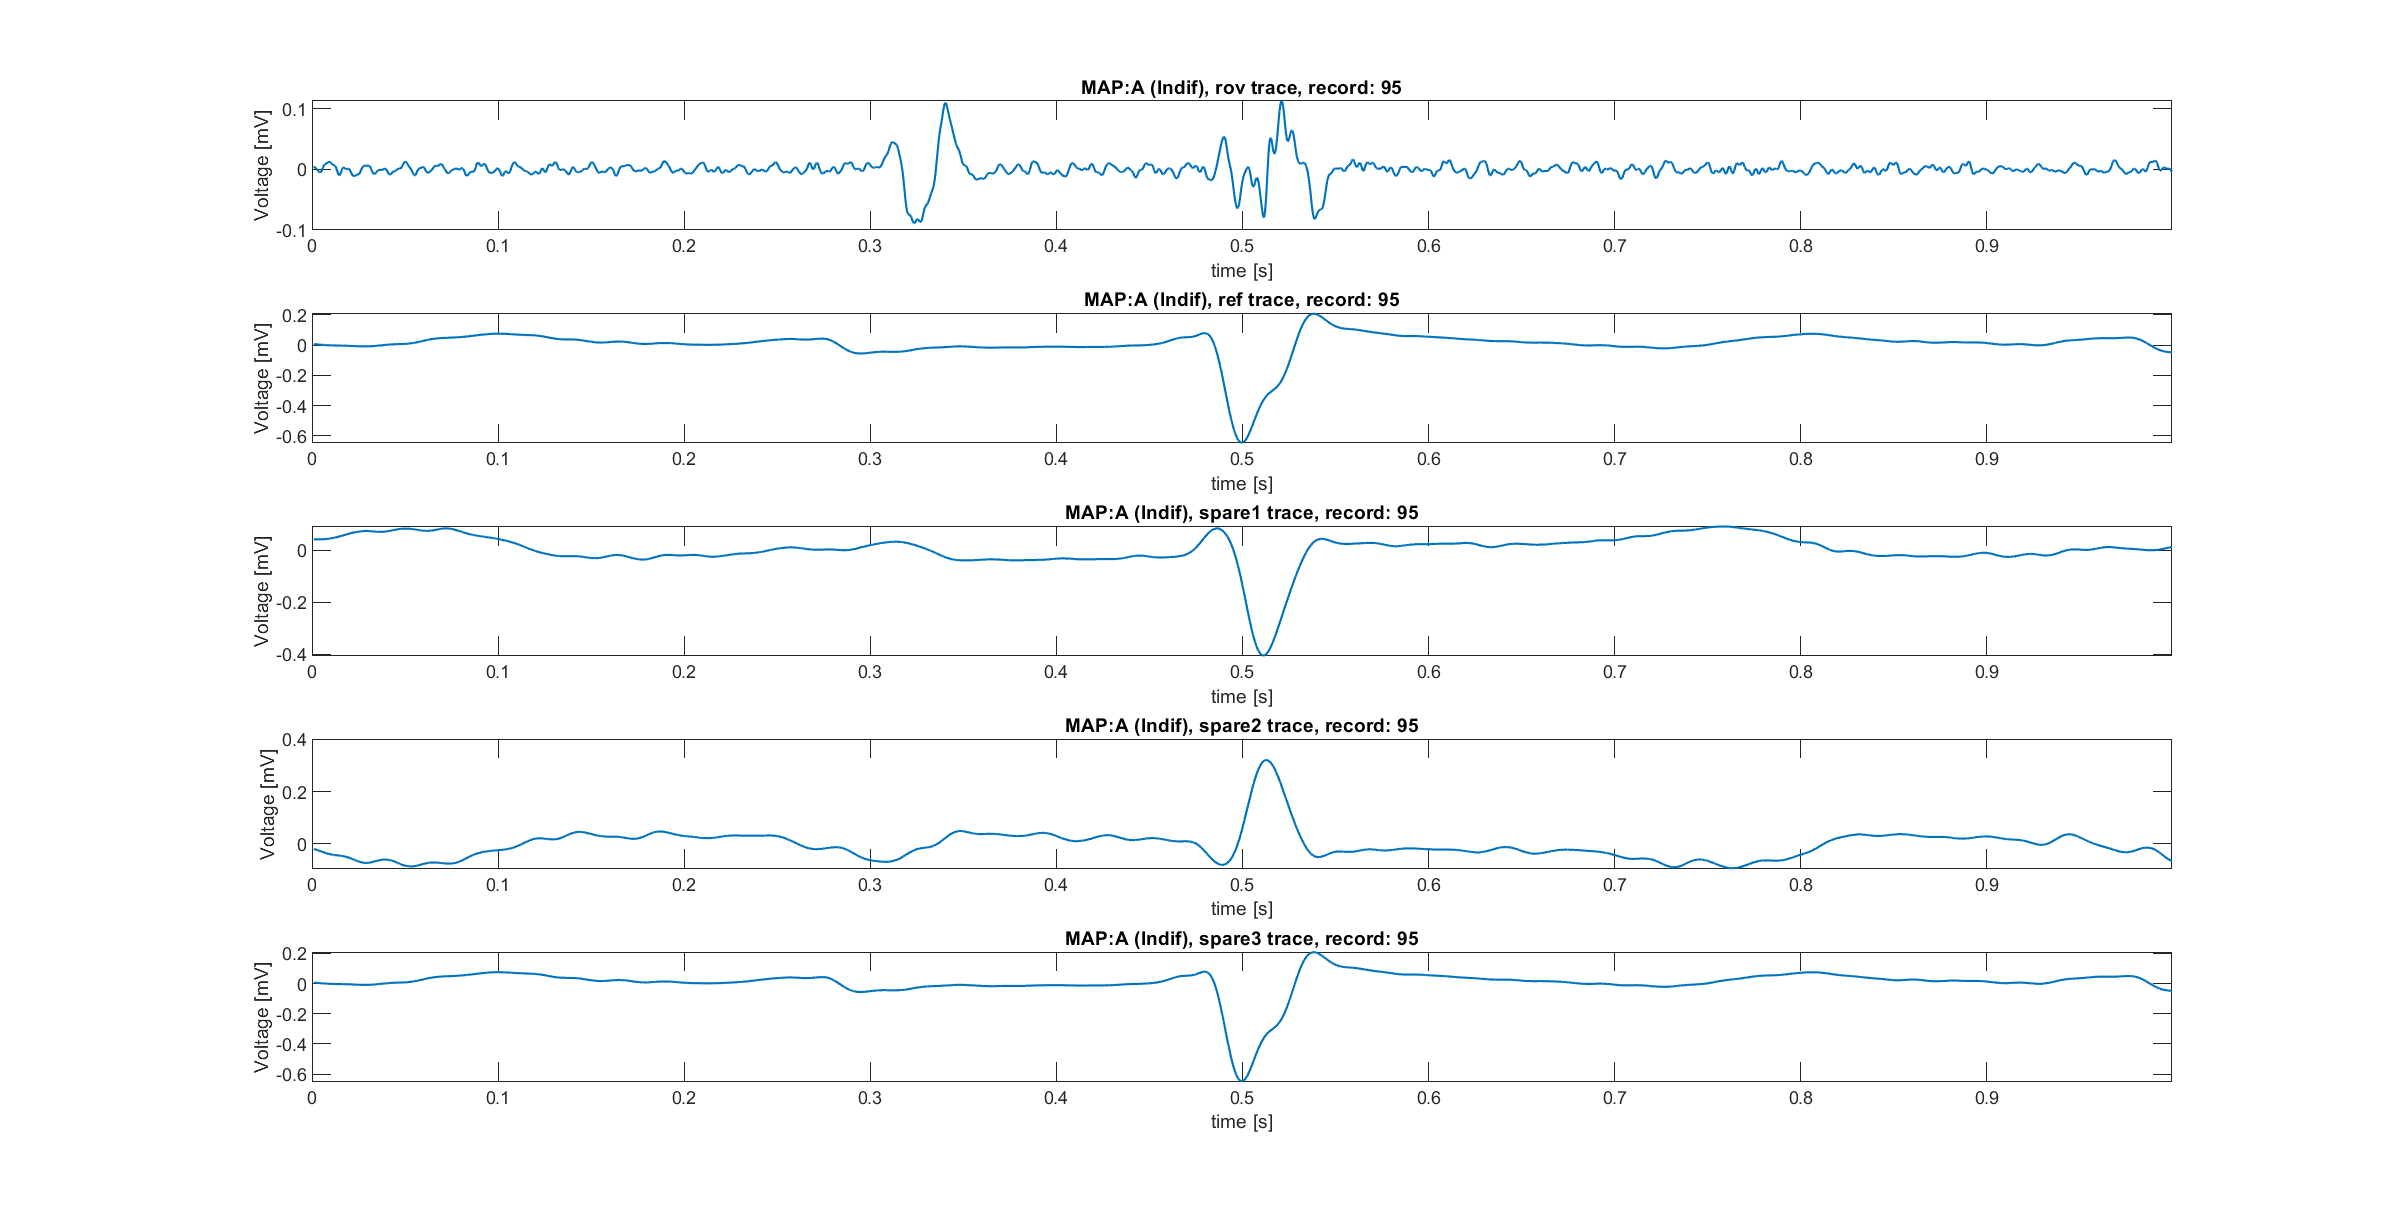 MAP:A (Indif), rov trace, record: 95
Voltage [mV]
0.1
0
-0.1
0 0.1 0.2 0.3 0.4 0.5 0.6 0.7 0.8 0.9
time [s]
MAP:A (Indif), ref trace, record: 95
Voltage [mV]
0.2
0
-0.2
-0.4
-0.6
0 0.1 0.2 0.3 0.4 0.5 0.6 0.7 0.8 0.9
time [s]
MAP:A (Indif), spare1 trace, record: 95
Voltage [mV]
0
-0.2
-0.4
0 0.1 0.2 0.3 0.4 0.5 0.6 0.7 0.8 0.9
time [s]
MAP:A (Indif), spare2 trace, record: 95
Voltage [mV]
0.4
0.2
0
0 0.1 0.2 0.3 0.4 0.5 0.6 0.7 0.8 0.9
time [s]
MAP:A (Indif), spare3 trace, record: 95
Voltage [mV]
0.2
0
-0.2
-0.4
-0.6
0 0.1 0.2 0.3 0.4 0.5 0.6 0.7 0.8 0.9
time [s]